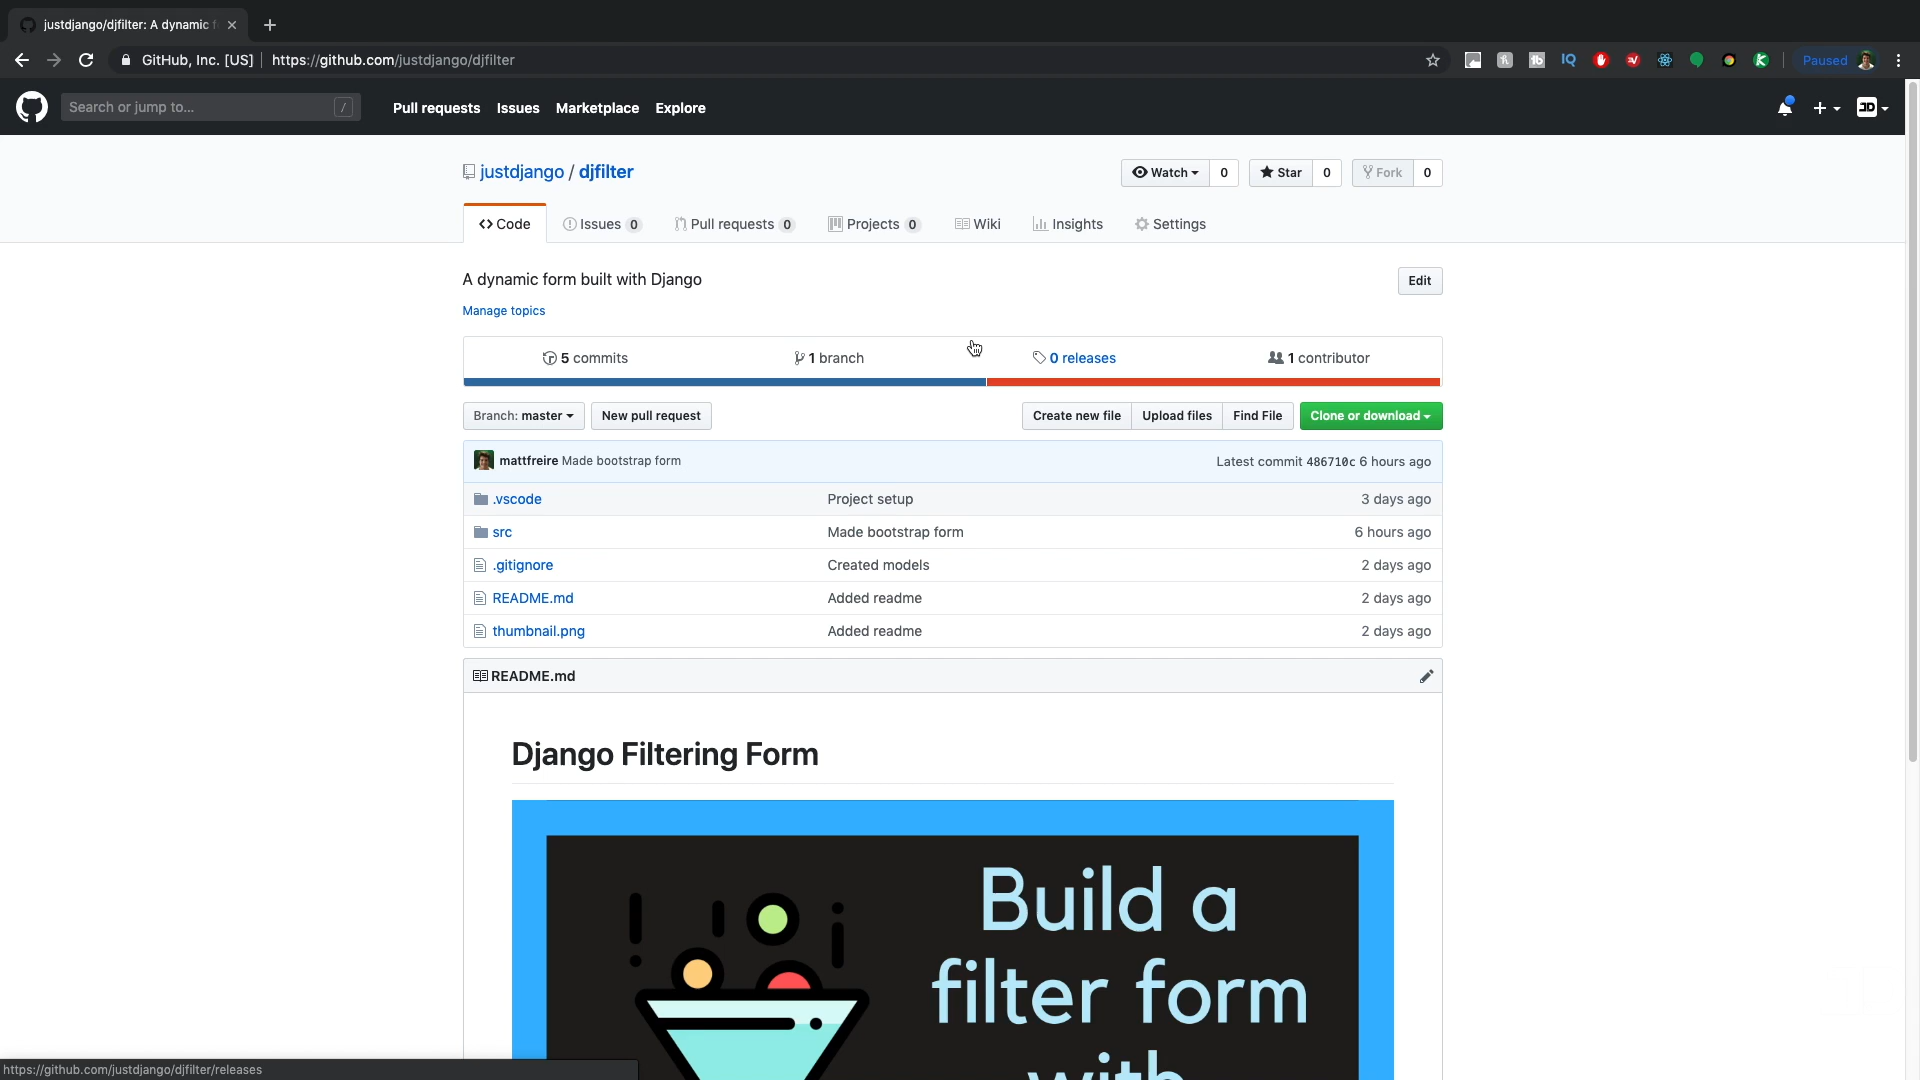 justdjango/djfilter: A dynamic f
GitHub, Inc. [US] https://github.com/justdjango/djfilter
Paused
Search or jump to... /
Pull requests Issues Marketplace Explore
justdjango / djfilter
Watch 0 Star 0 Fork 0
Code Issues 0 Pull requests 0 Projects 0 Wiki Insights Settings
A dynamic form built with Django
Edit
Manage topics
5 commits 1 branch 0 releases 1 contributor
Branch: master New pull request Create new file Upload files Find File Clone or download
mattfreire Made bootstrap form Latest commit 486710c 6 hours ago
.vscode Project setup 3 days ago
src Made bootstrap form 6 hours ago
.gitignore Created models 2 days ago
README.md Added readme 2 days ago
thumbnail.png Added readme 2 days ago
README.md
Django Filtering Form
Build a
filter form
with
https://github.com/justdjango/djfilter/releases